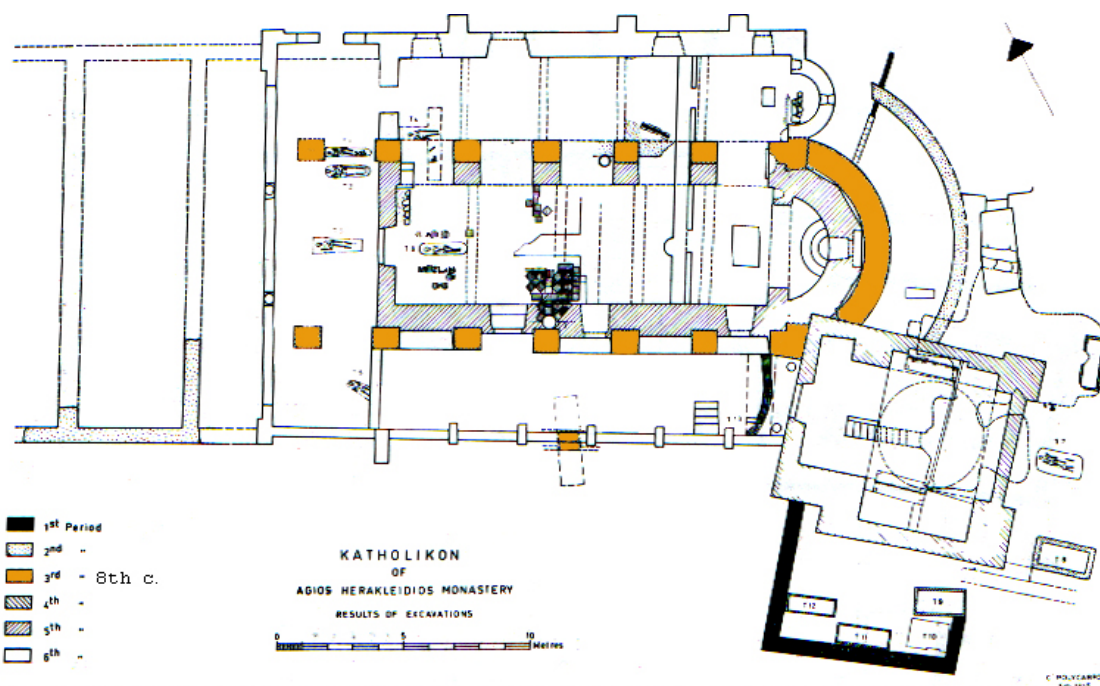 1st Period
2nd "
3rd " 8th c.
4th "
5th "
6th "
KATHOLIKON
OF
AGIOS HERAKLEIDIOS MONASTERY
RESULTS OF EXCAVATIONS
0 5 10
Metres
T7
T8
T9
T10
T11
T12